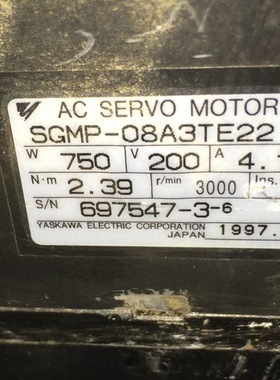 AC SERVO MOTOR
SGMP-08A3TE22
W 750 V 200 A 4.
N·m 2.39 r/min 3000 Ins.
S/N 697547-3-6
YASKAWA ELECTRIC CORPORATION
JAPAN 1997.